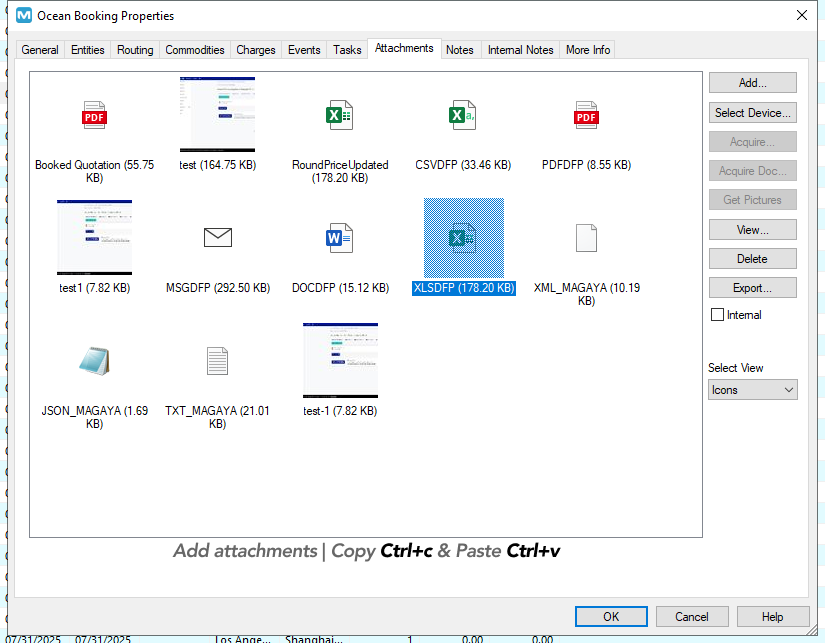 Ocean Booking Properties
General Entities Routing Commodities Charges Events Tasks Attachments Notes Internal Notes More Info
PDF
X
X a,
PDF
Booked Quotation (55.75
KB)
test (164.75 KB)
RoundPriceUpdated
(178.20 KB)
CSVDFP (33.46 KB)
PDFDFP (8.55 KB)
W
X
test1 (7.82 KB)
MSGDFP (292.50 KB)
DOCDFP (15.12 KB)
XLSDFP (178.20 KB)
XML_MAGAYA (10.19
KB)
JSON_MAGAYA (1.69
KB)
TXT_MAGAYA (21.01
KB)
test-1 (7.82 KB)
Add...
Select Device...
Acquire...
Acquire Doc...
Get Pictures
View...
Delete
Export...
Internal
Select View
Icons
Add attachments | Copy Ctrl+c & Paste Ctrl+v
OK Cancel Help
07/31/2025 07/31/2025 Los Ange... Shanghai... 1 0.00 0.00